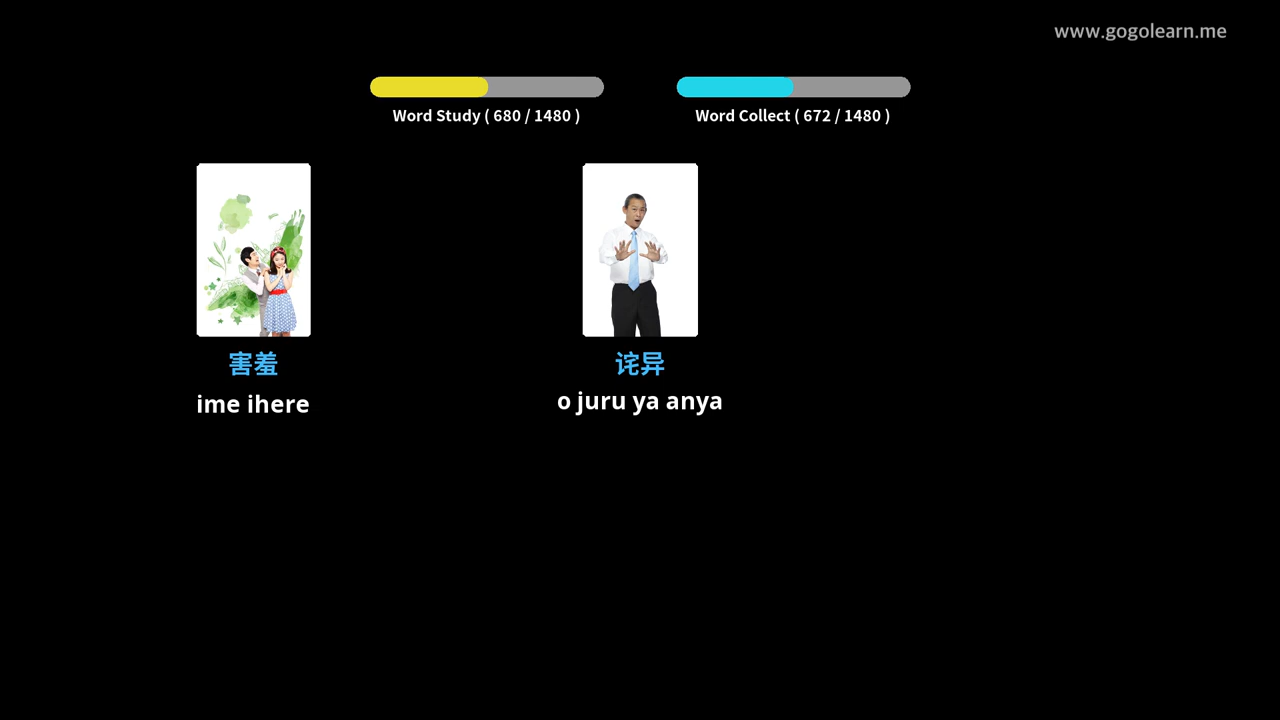 www.gogolearn.me
Word Study ( 680 / 1480 )
Word Collect ( 672 / 1480 )
害羞
诧异
ime ihere
o juru ya anya